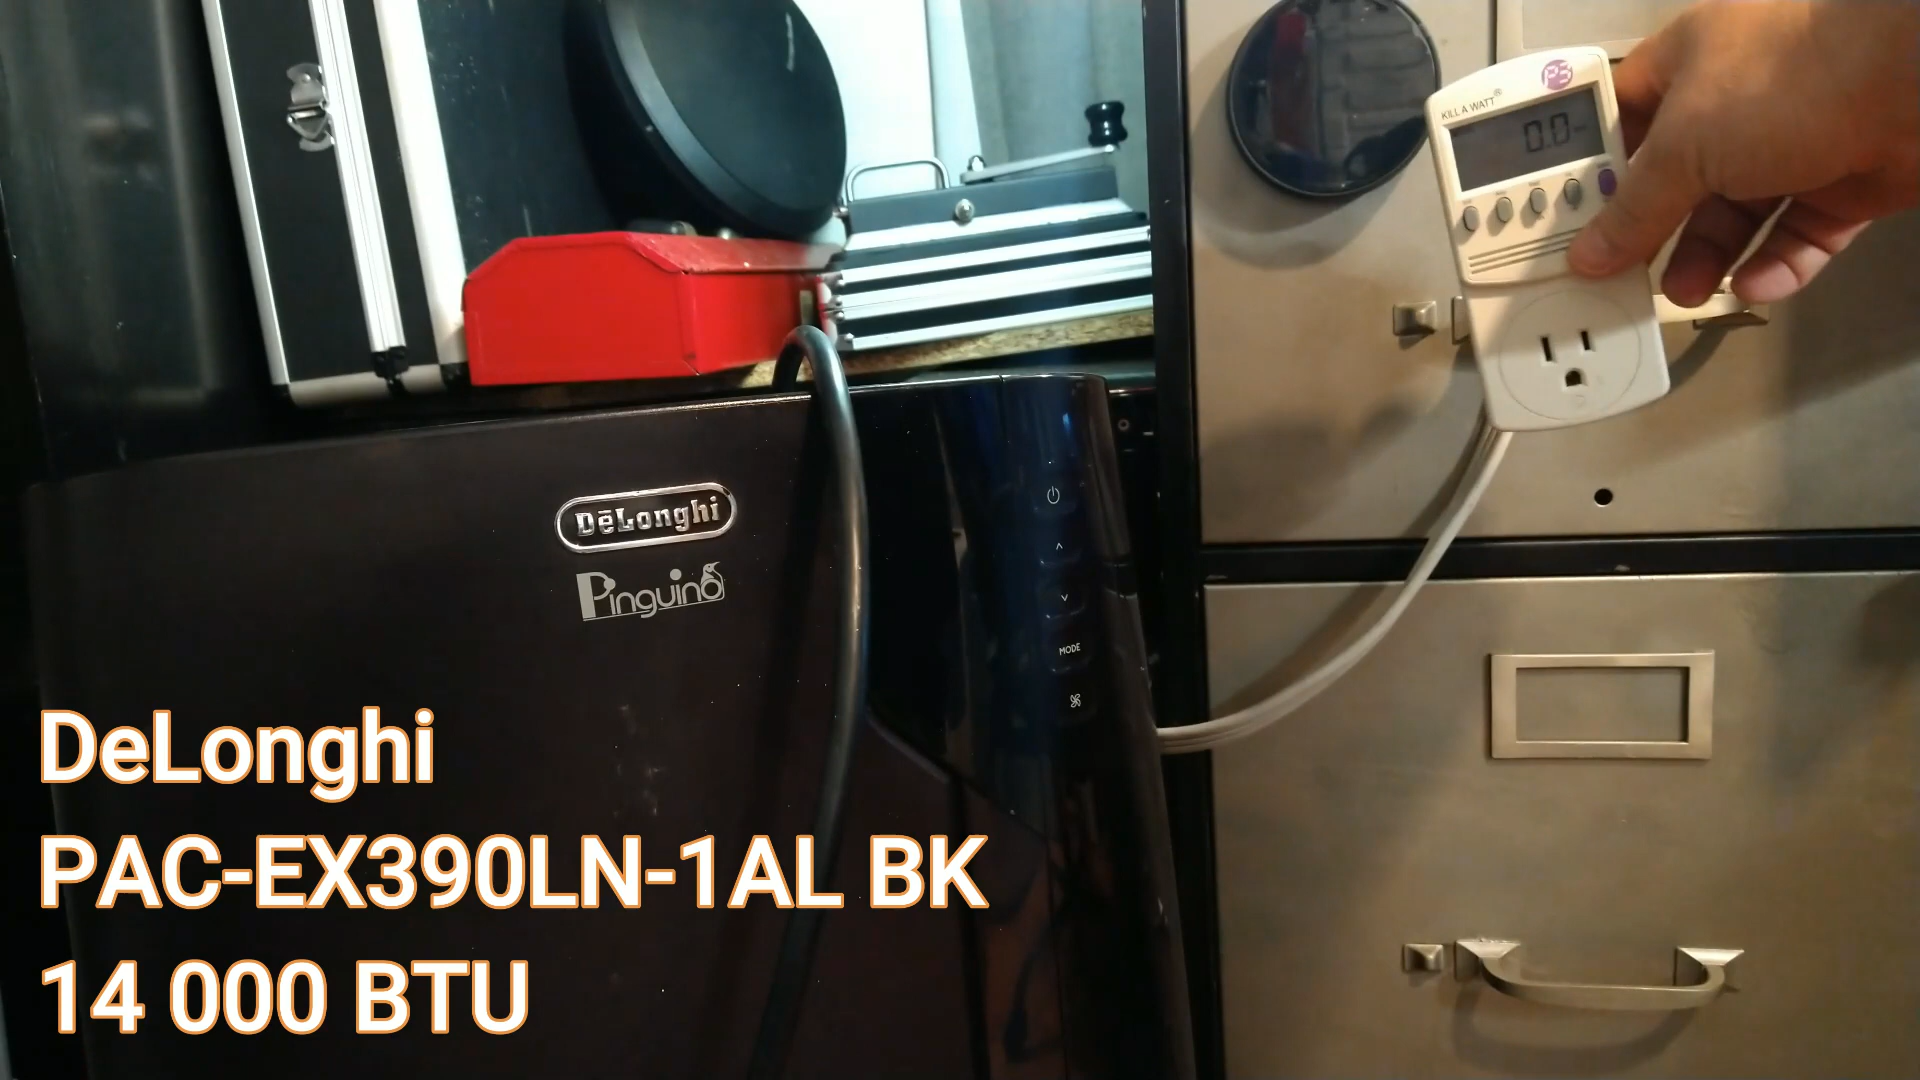 P3
KILL A WATT®
0.0
DēLonghi
Pinguino
MODE
DeLonghi
PAC-EX390LN-1AL BK
14 000 BTU